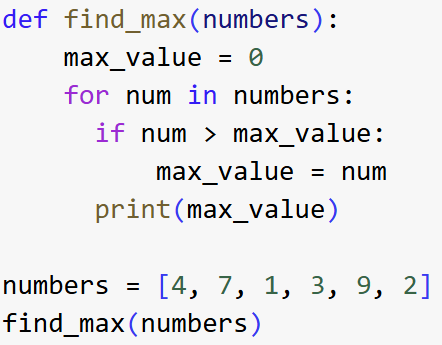 def find_max(numbers):
    max_value = 0
    for num in numbers:
      if num > max_value:
          max_value = num
      print(max_value)

numbers = [4, 7, 1, 3, 9, 2]
find_max(numbers)